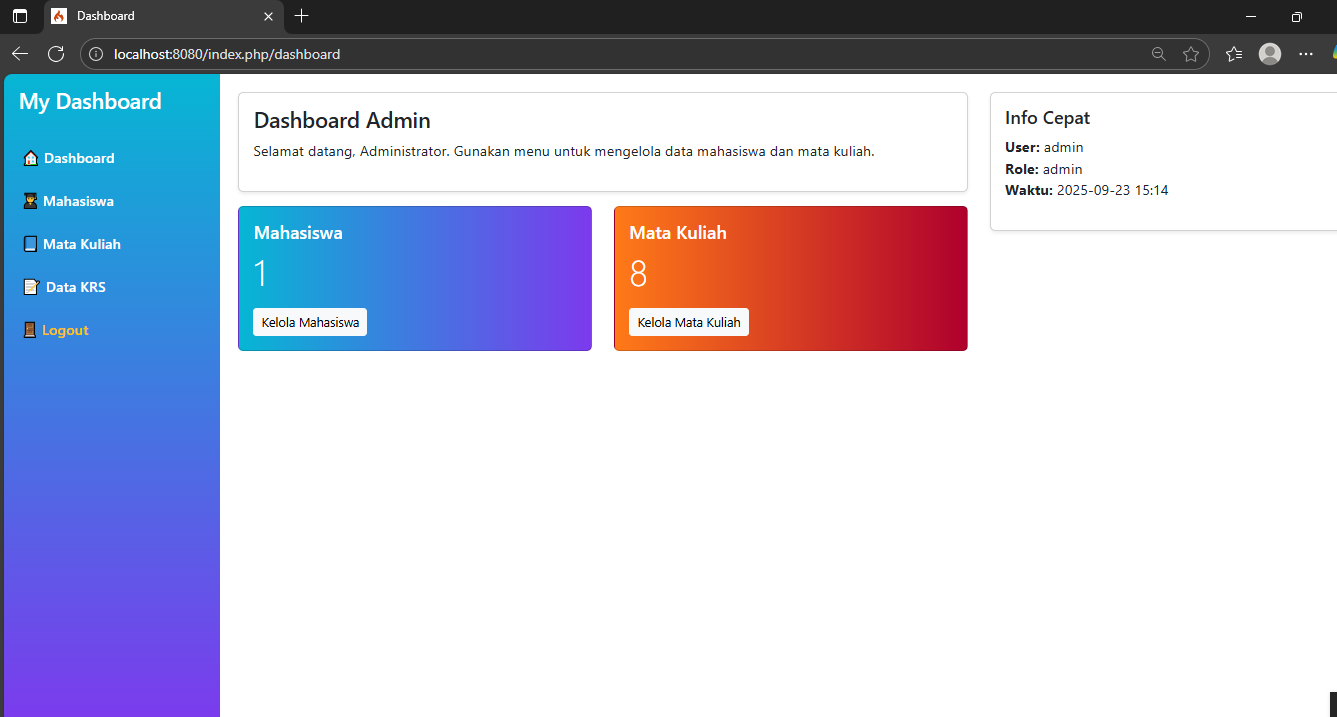 Dashboard
localhost:8080/index.php/dashboard
My Dashboard
Dashboard
Mahasiswa
Mata Kuliah
Data KRS
Logout
Dashboard Admin
Selamat datang, Administrator. Gunakan menu untuk mengelola data mahasiswa dan mata kuliah.
Mahasiswa
1
Kelola Mahasiswa
Mata Kuliah
8
Kelola Mata Kuliah
Info Cepat
User: admin
Role: admin
Waktu: 2025-09-23 15:14